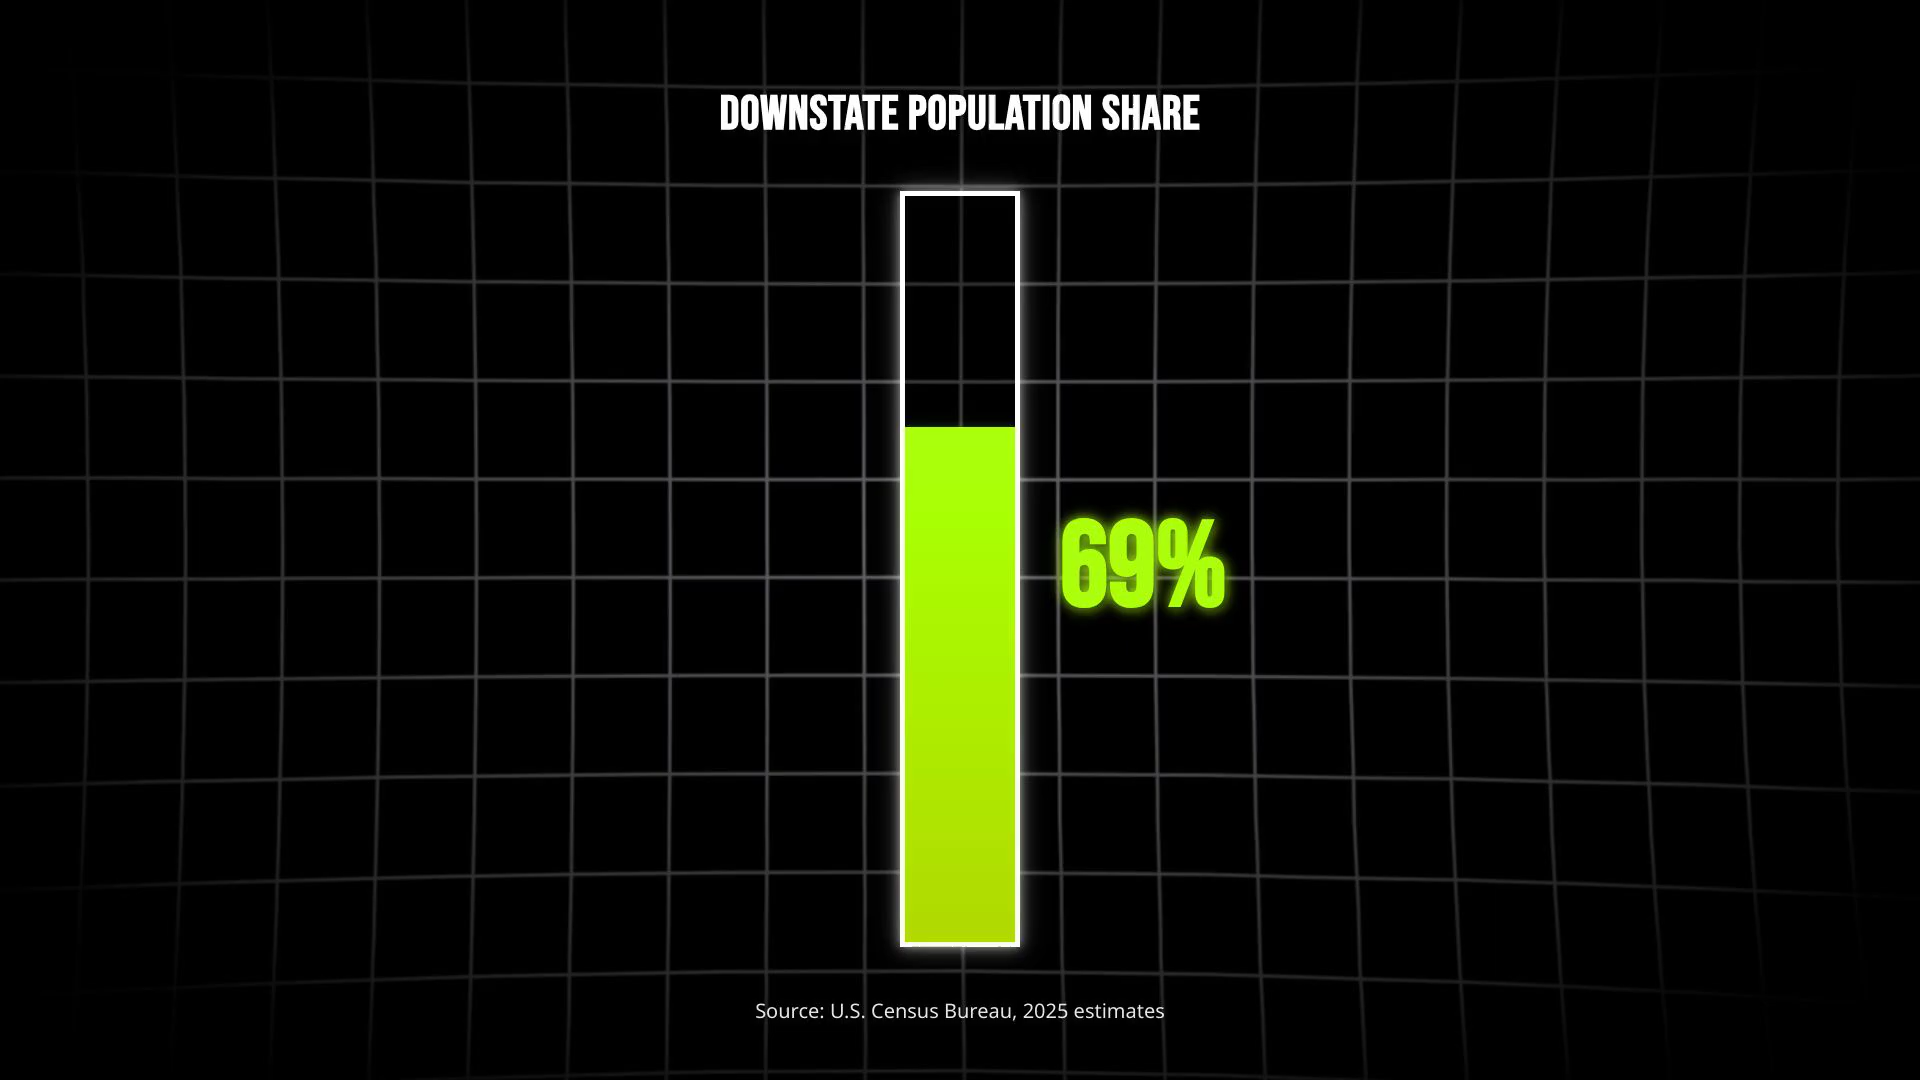 DOWNSTATE POPULATION SHARE
69%
Source: U.S. Census Bureau, 2025 estimates